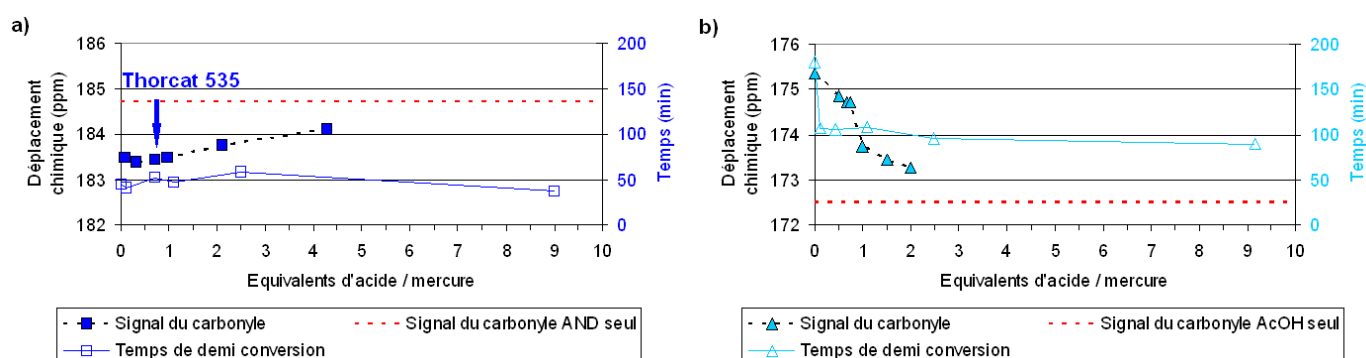 a)
186
185
184
183
182
Déplacement
chimique (ppm)
Thorcat 535
200
150
100
50
0
Temps (min)
0 1 2 3 4 5 6 7 8 9 10
Equivalents d'acide / mercure
Signal du carbonyle
Signal du carbonyle AND seul
Temps de demi conversion
b)
176
175
174
173
172
Déplacement
chimique (ppm)
200
150
100
50
0
Temps (min)
0 1 2 3 4 5 6 7 8 9 10
Equivalents d'acide / mercure
Signal du carbonyle
Signal du carbonyle AcOH seul
Temps de demi conversion